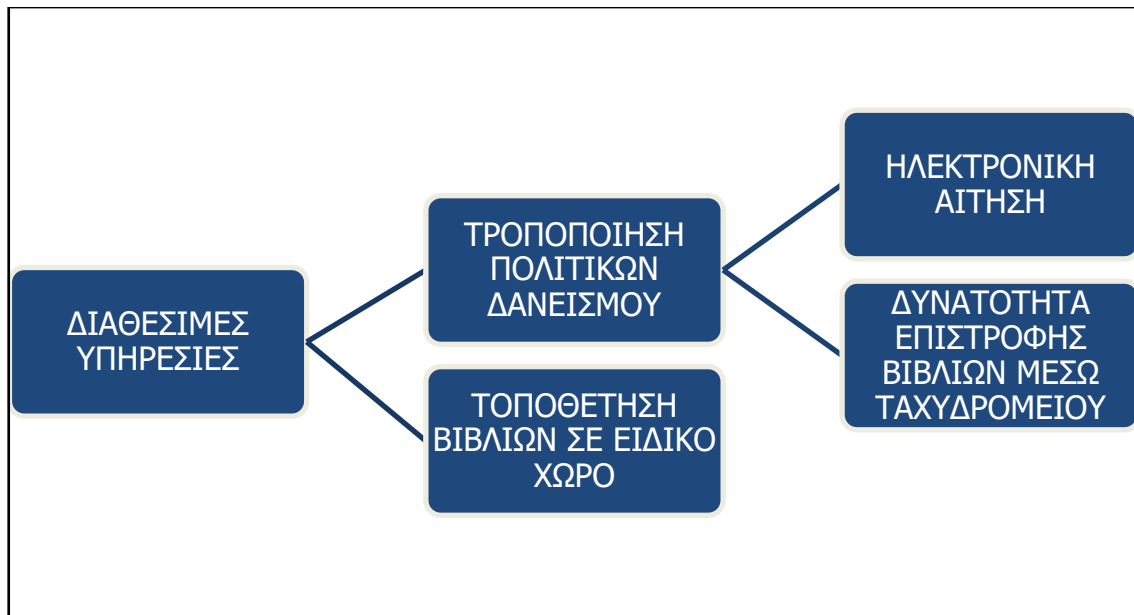 ΔΙΑΘΕΣΙΜΕΣ
ΥΠΗΡΕΣΙΕΣ
ΤΡΟΠΟΠΟΙΗΣΗ
ΠΟΛΙΤΙΚΩΝ
ΔΑΝΕΙΣΜΟΥ
ΤΟΠΟΘΕΤΗΣΗ
ΒΙΒΛΙΩΝ ΣΕ ΕΙΔΙΚΟ
ΧΩΡΟ
ΗΛΕΚΤΡΟΝΙΚΗ
ΑΙΤΗΣΗ
ΔΥΝΑΤΟΤΗΤΑ
ΕΠΙΣΤΡΟΦΗΣ
ΒΙΒΛΙΩΝ ΜΕΣΩ
ΤΑΧΥΔΡΟΜΕΙΟΥ